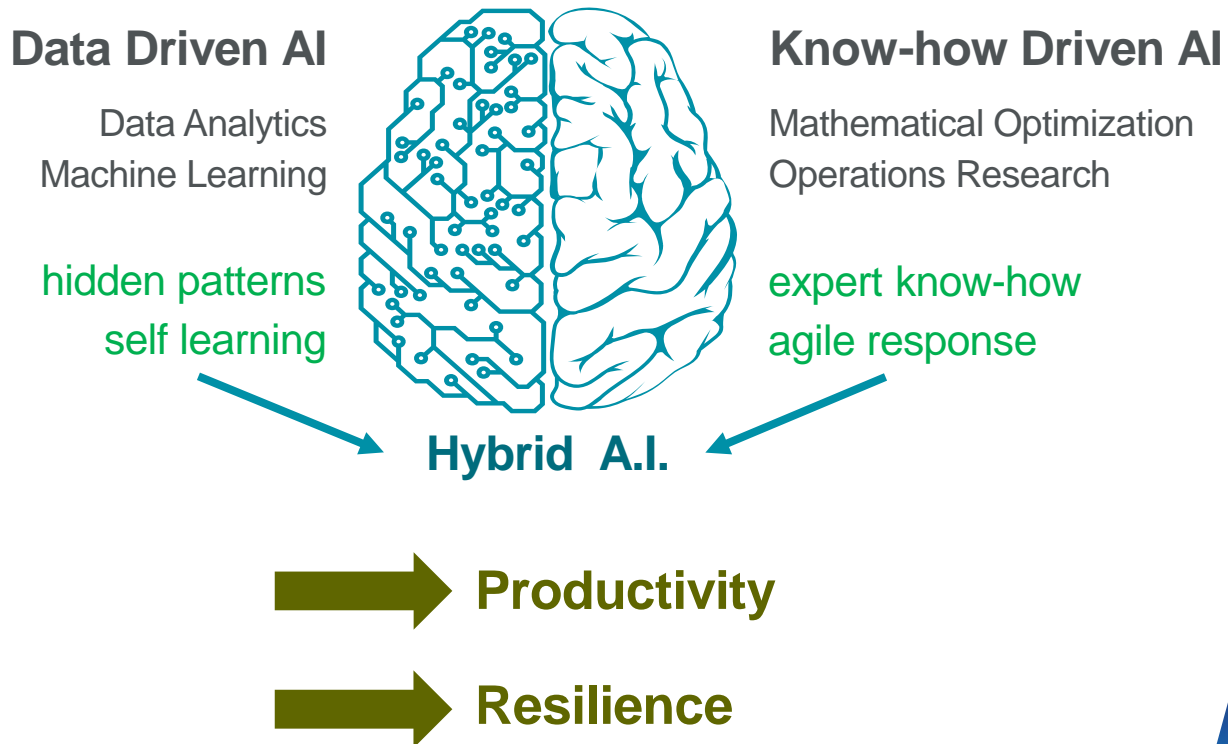 Data Driven AI
Data Analytics
Machine Learning
hidden patterns
self learning
Know-how Driven AI
Mathematical Optimization
Operations Research
expert know-how
agile response
Hybrid A.I.
Productivity
Resilience